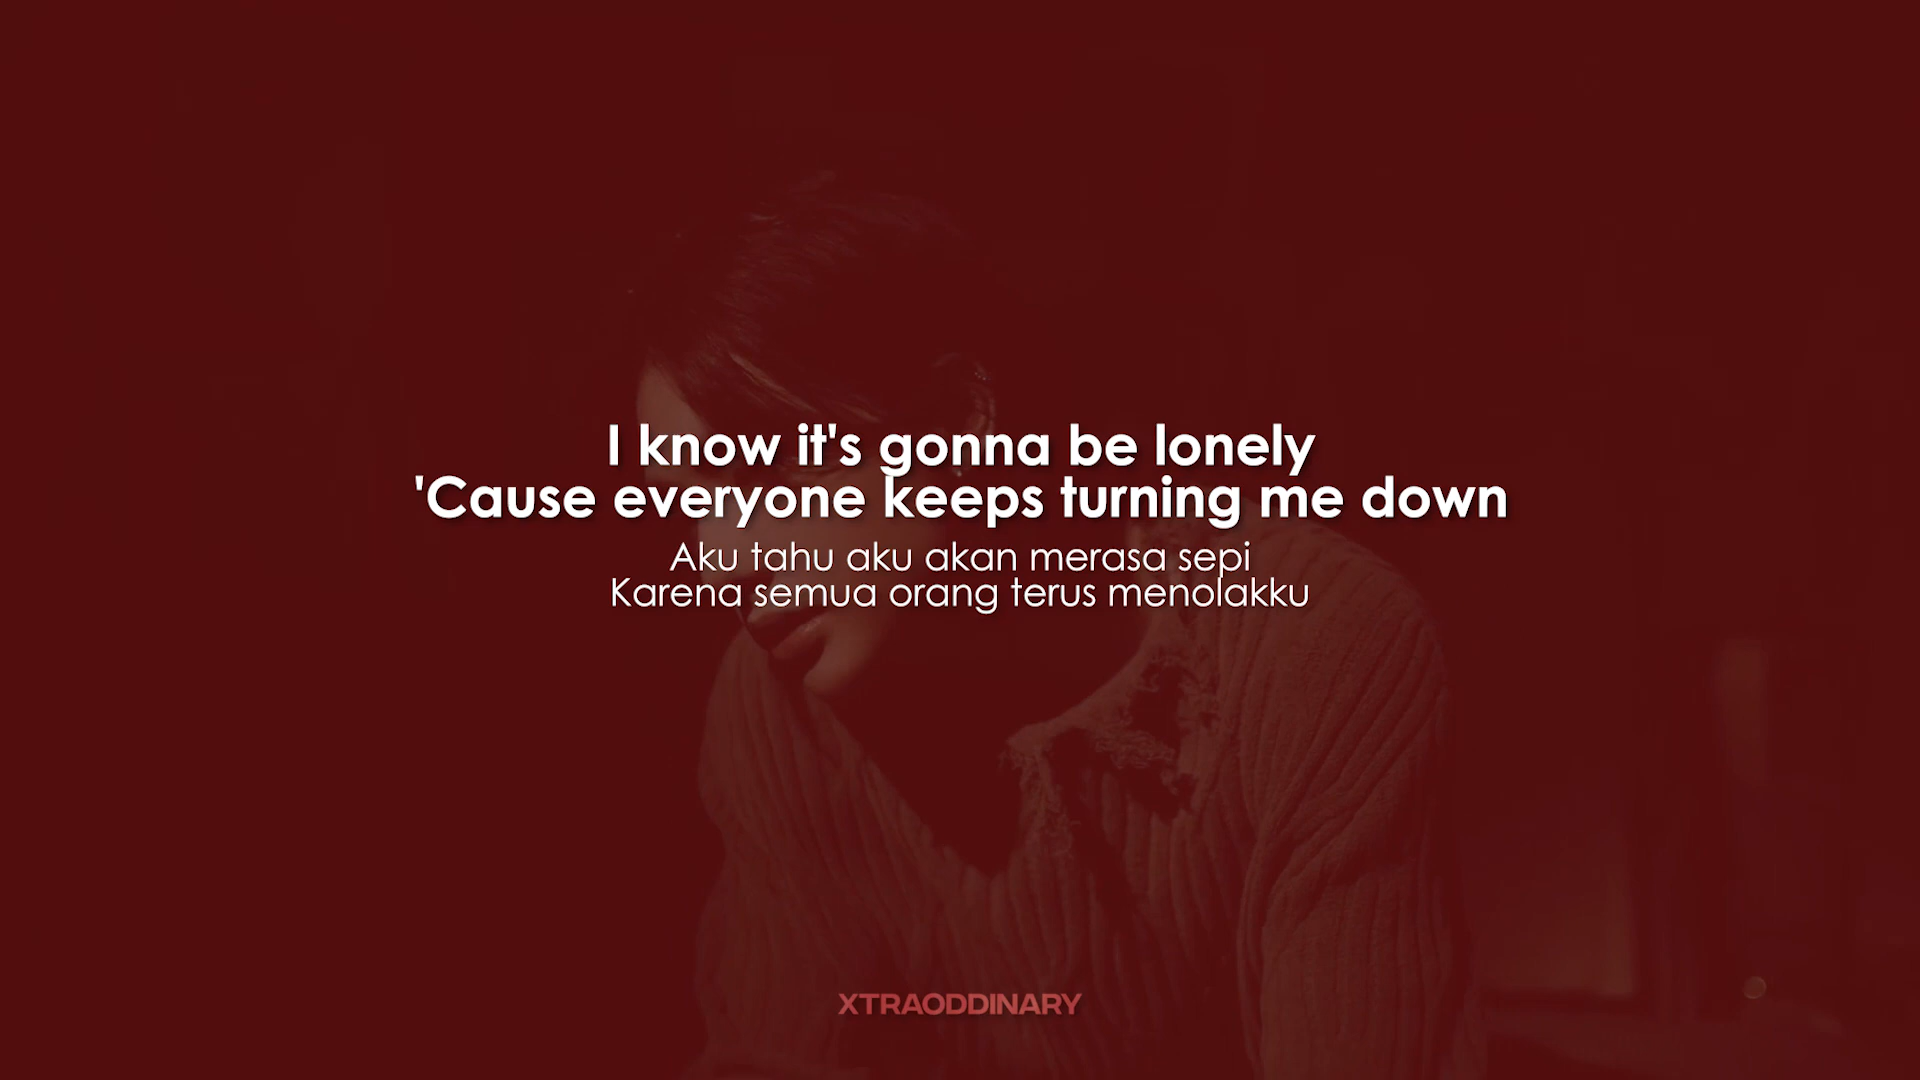 I know it's gonna be lonely
'Cause everyone keeps turning me down
Aku tahu aku akan merasa sepi
Karena semua orang terus menolakku
XTRAODDINARY